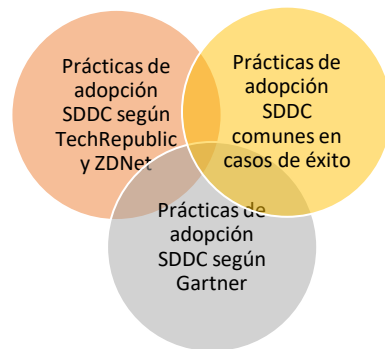 Prácticas de
adopción
SDDC según
TechRepublic
y ZDNet
Prácticas de
adopción
SDDC
comunes en
casos de éxito
Prácticas de
adopción
SDDC según
Gartner